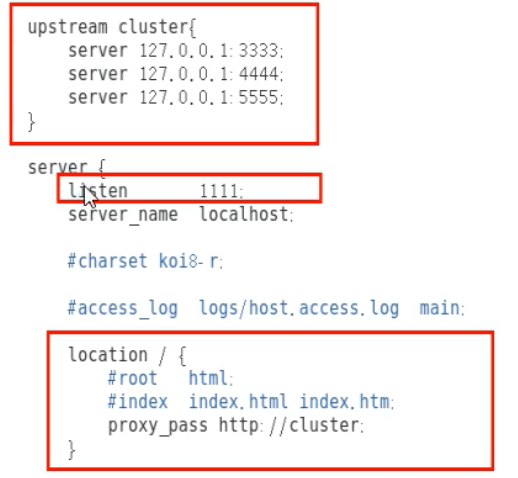 upstream cluster{
server 127.0.0.1:3333;
server 127.0.0.1:4444;
server 127.0.0.1:5555;
}
server {
listen 1111;
server_name localhost;
#charset koi8-r;
#access_log logs/host.access.log main;
location / {
#root html;
#index index.html index.htm;
proxy_pass http://cluster;
}